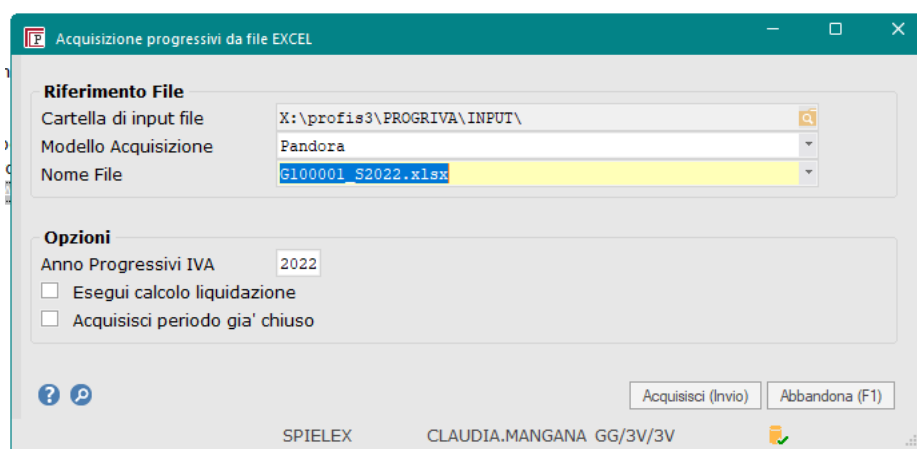 Acquisizione progressivi da file EXCEL
Riferimento File
Cartella di input file X:\profis3\PROGRIVA\INPUT\
Modello Acquisizione Pandora
Nome File G100001_S2022.xlsx
Opzioni
Anno Progressivi IVA 2022
Esegui calcolo liquidazione
Acquisisci periodo gia' chiuso
Acquisisci (Invio) Abbandona (F1)
SPIELEX CLAUDIA.MANGANA GG/3V/3V